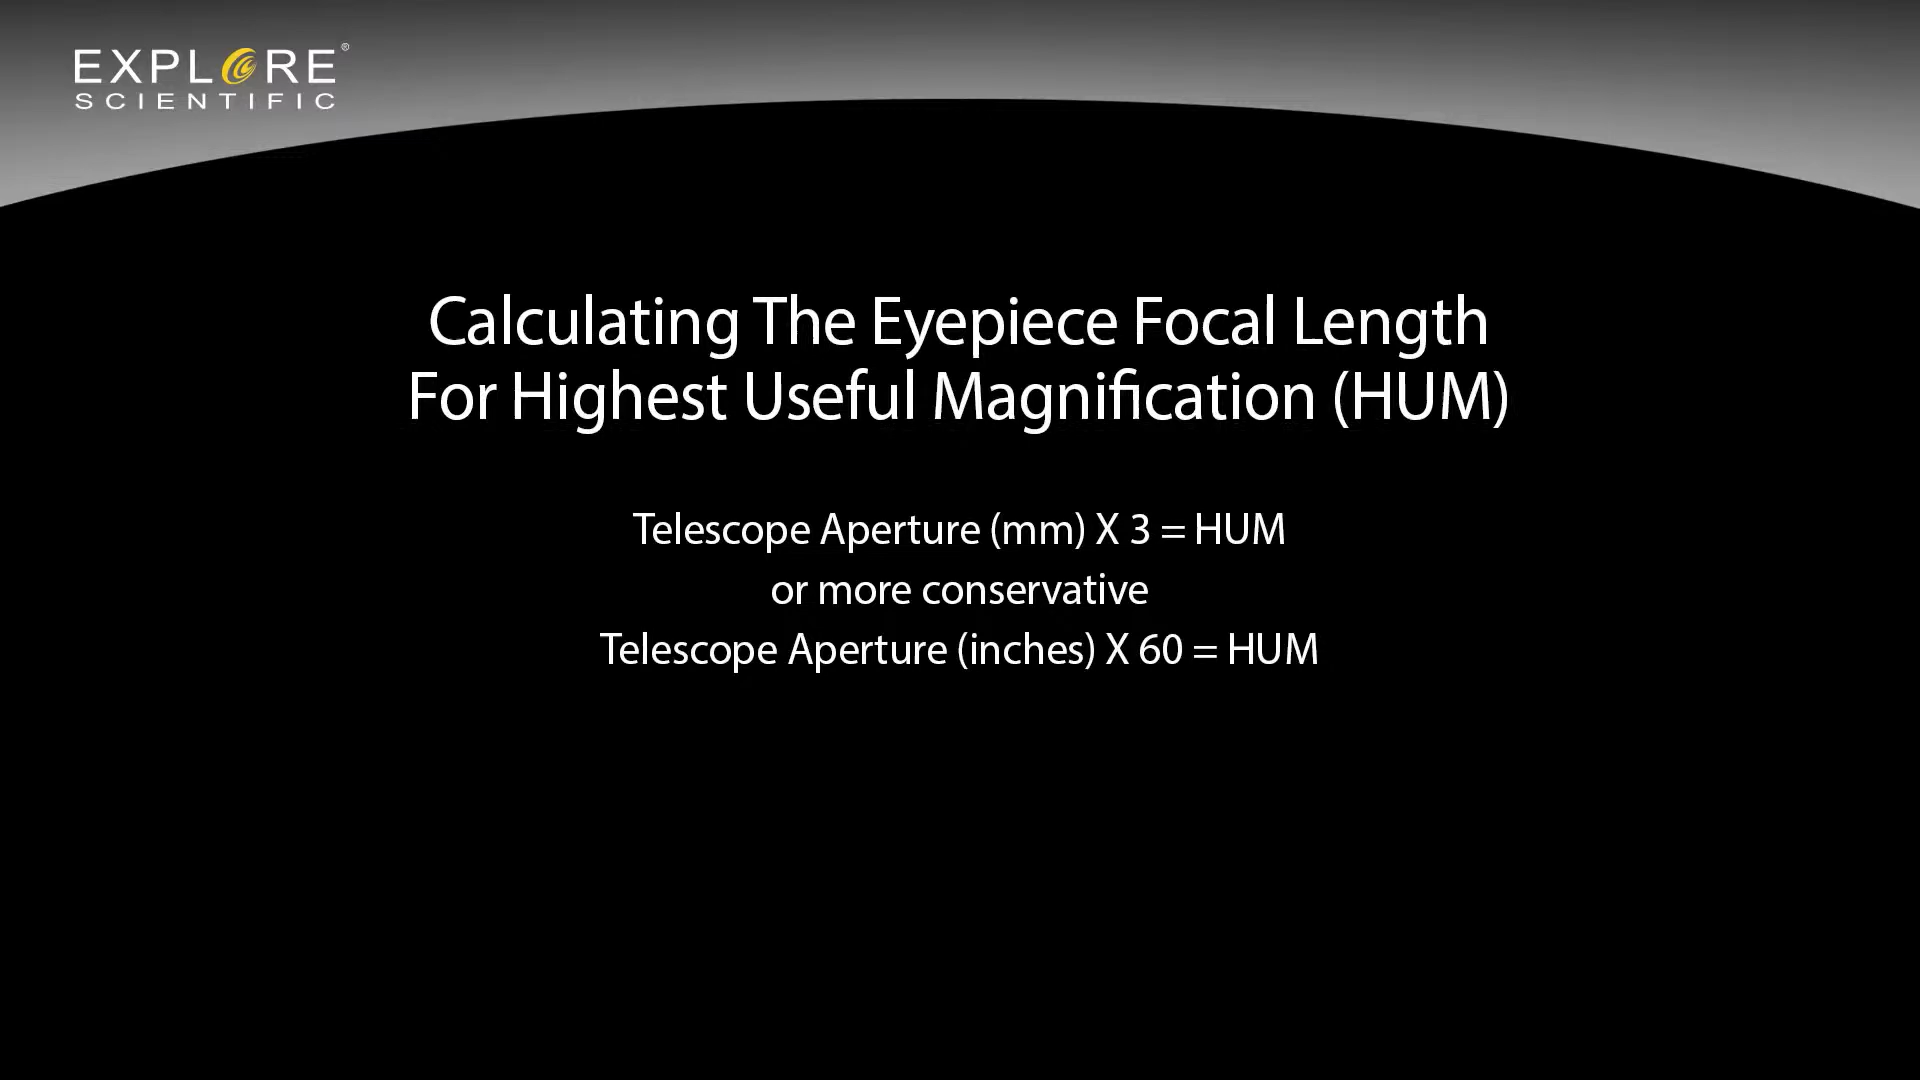 EXPLORE®
SCIENTIFIC
Calculating The Eyepiece Focal Length
For Highest Useful Magnification (HUM)
Telescope Aperture (mm) X 3 = HUM
or more conservative
Telescope Aperture (inches) X 60 = HUM